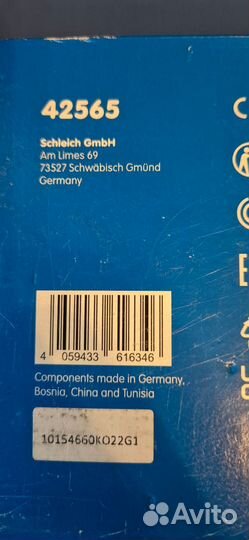 42565
Schleich GmbH
Am Limes 69
73527 Schwäbisch Gmünd
Germany
4 059433 616346
Components made in Germany,
Bosnia, China and Tunisia
10154660KO22G1
Avito